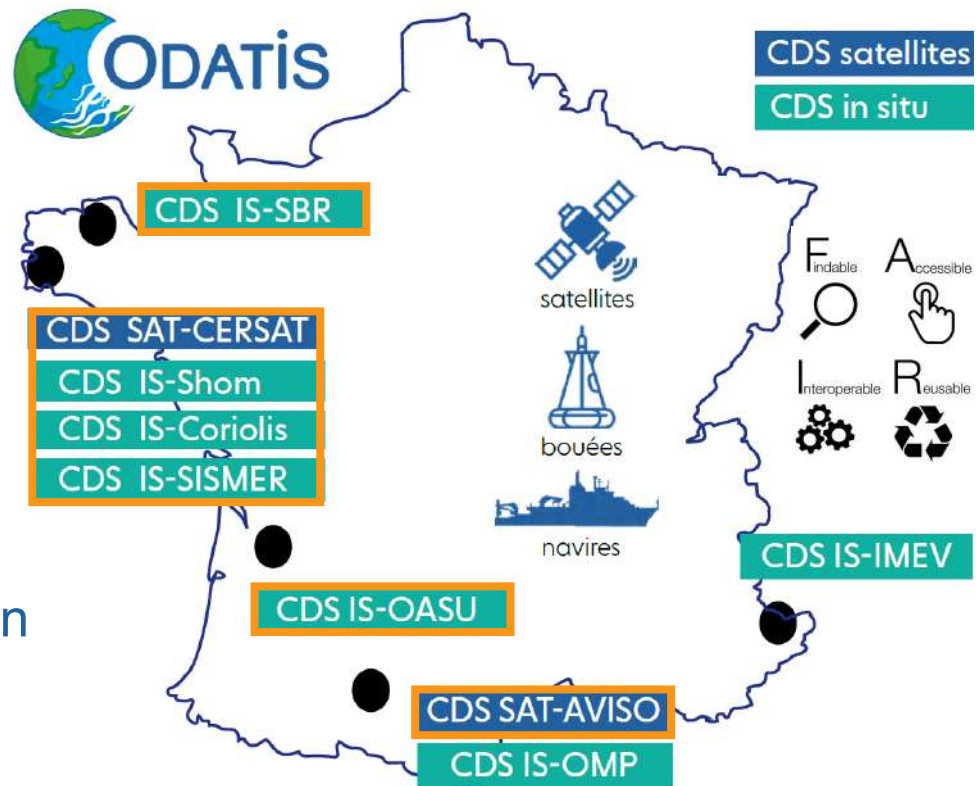 ODATIS
CDS satellites
CDS in situ
CDS IS-SBR
satellites
Findable Accessible
CDS SAT-CERSAT
CDS IS-Shom
CDS IS-Coriolis
CDS IS-SISMER
Interoperable Reusable
bouées
navires
CDS IS-IMEV
CDS IS-OASU
n
CDS SAT-AVISO
CDS IS-OMP